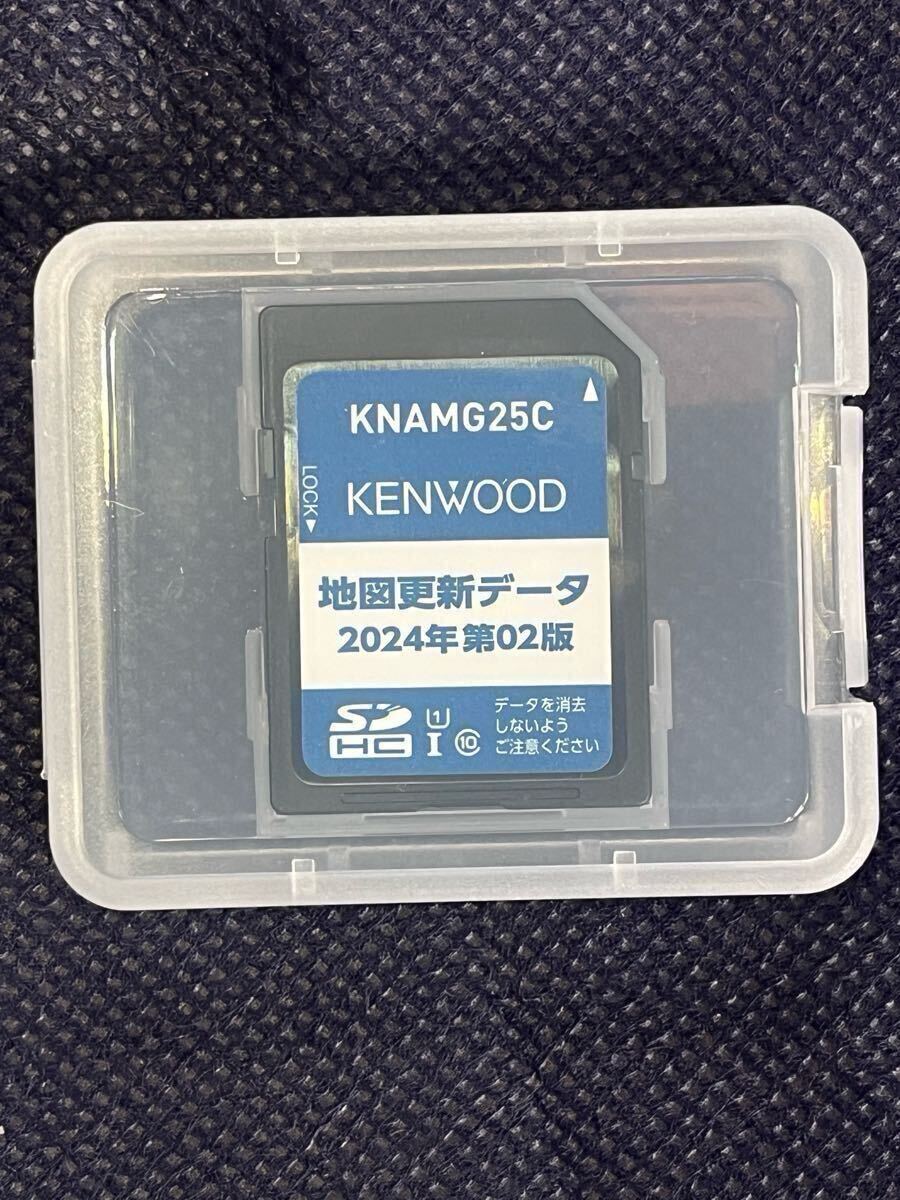 KNAMG25C
LOCK
KENWOOD
地図更新データ
2024年第02版
SD
HC
1
I
10
データを消去
しないよう
ご注意ください